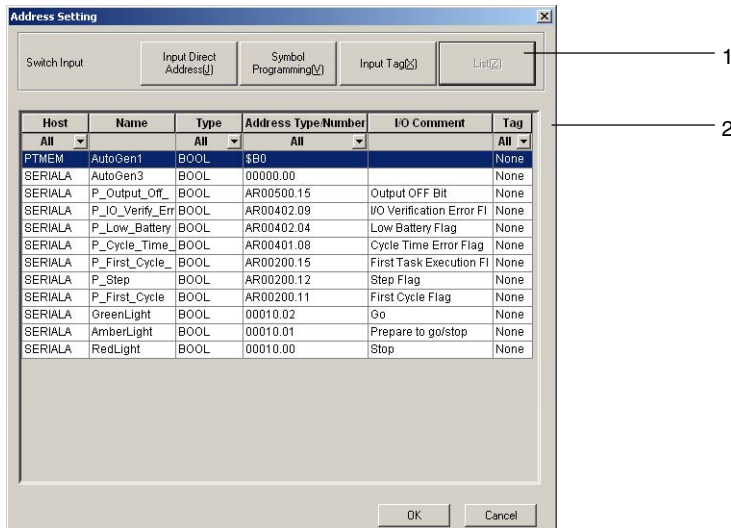 Address Setting
Switch Input
Input Direct
Address(J)
Symbol
Programming(V)
Input Tag(X)
List(Z)
1
2
Host Name Type Address Type/Number I/O Comment Tag
All All All All
PTMEM AutoGen1 BOOL $B0 None
SERIALA AutoGen3 BOOL 00000.00 None
SERIALA P_Output_Off_ BOOL AR00500.15 Output OFF Bit None
SERIALA P_IO_Verify_Err BOOL AR00402.09 I/O Verification Error Fl None
SERIALA P_Low_Battery BOOL AR00402.04 Low Battery Flag None
SERIALA P_Cycle_Time_ BOOL AR00401.08 Cycle Time Error Flag None
SERIALA P_First_Cycle_ BOOL AR00200.15 First Task Execution Fl None
SERIALA P_Step BOOL AR00200.12 Step Flag None
SERIALA P_First_Cycle BOOL AR00200.11 First Cycle Flag None
SERIALA GreenLight BOOL 00010.02 Go None
SERIALA AmberLight BOOL 00010.01 Prepare to go/stop None
SERIALA RedLight BOOL 00010.00 Stop None
OK Cancel